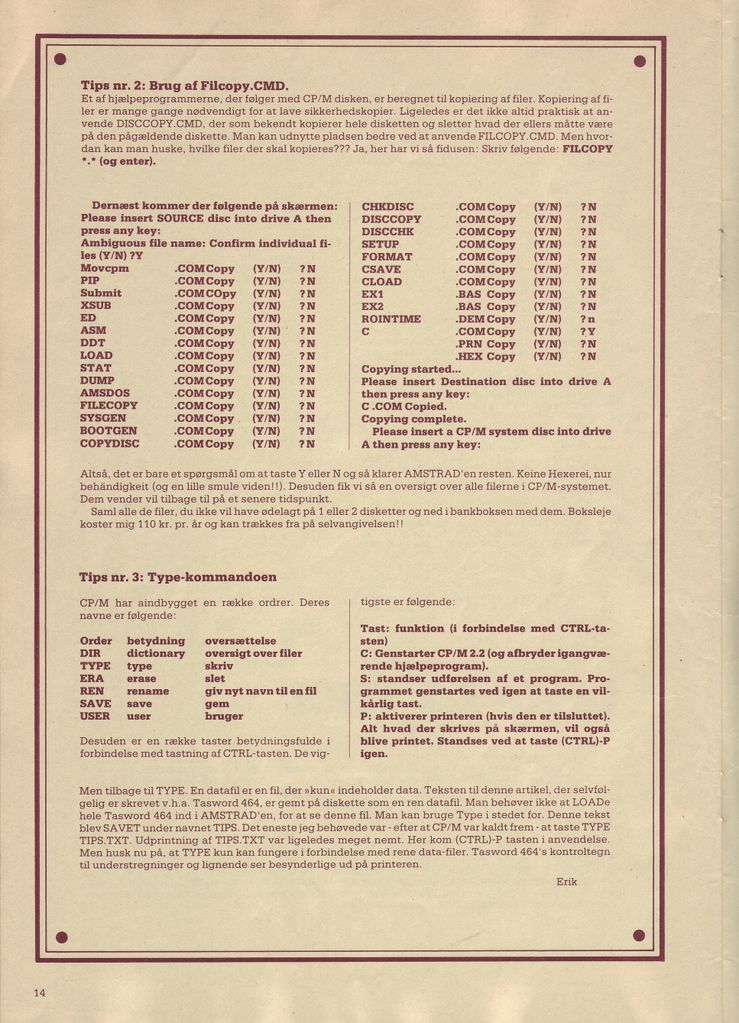 Tips nr. 2: Brug af Filcopy.CMD.
Et af hjælpeprogrammerne, der følger med CP/M disken, er beregnet til kopiering af filer. Kopiering af fi-
ler er mange gange nødvendigt for at lave sikkerhedskopier. Ligeledes er det ikke altid praktisk at an-
vende DISCCOPY.CMD, der som bekendt kopierer hele disketten og sletter hvad der ellers måtte være
på den pågældende diskette. Man kan udnytte pladsen bedre ved at anvende FILCOPY.CMD. Men hvor-
dan kan man huske, hvilke filer der skal kopieres??? Ja, her har vi så fidusen: Skriv følgende: FILCOPY
*.* (og enter).
Dernæst kommer der følgende på skærmen:
Please insert SOURCE disc into drive A then
press any key:
Ambiguous file name: Confirm individual fi-
les (Y/N) ?Y
Movcpm .COM Copy (Y/N) ? N
PIP .COM Copy (Y/N) ? N
Submit .COM COpy (Y/N) ? N
XSUB .COM Copy (Y/N) ? N
ED .COM Copy (Y/N) ? N
ASM .COM Copy (Y/N) ? N
DDT .COM Copy (Y/N) ? N
LOAD .COM Copy (Y/N) ? N
STAT .COM Copy (Y/N) ? N
DUMP .COM Copy (Y/N) ? N
AMSDOS .COM Copy (Y/N) ? N
FILECOPY .COM Copy (Y/N) ? N
SYSGEN .COM Copy (Y/N) ? N
BOOTGEN .COM Copy (Y/N) ? N
COPYDISC .COM Copy (Y/N) ? N
CHKDISC .COM Copy (Y/N) ? N
DISCCOPY .COM Copy (Y/N) ? N
DISCCHK .COM Copy (Y/N) ? N
SETUP .COM Copy (Y/N) ? N
FORMAT .COM Copy (Y/N) ? N
CSAVE .COM Copy (Y/N) ? N
CLOAD .COM Copy (Y/N) ? N
EX1 .BAS Copy (Y/N) ? N
EX2 .BAS Copy (Y/N) ? N
ROINTIME .DEM Copy (Y/N) ? n
C .COM Copy (Y/N) ? Y
.PRN Copy (Y/N) ? N
.HEX Copy (Y/N) ? N
Copying started...
Please insert Destination disc into drive A
then press any key:
C .COM Copied.
Copying complete.
Please insert a CP/M system disc into drive
A then press any key:
Altså, det er bare et spørgsmål om at taste Y eller N og så klarer AMSTRAD'en resten. Keine Hexerei, nur
behändigkeit (og en lille smule viden!!). Desuden fik vi så en oversigt over alle filerne i CP/M-systemet.
Dem vender vil tilbage til på et senere tidspunkt.
Saml alle de filer, du ikke vil have ødelagt på 1 eller 2 disketter og ned i bankboksen med dem. Boksleje
koster mig 110 kr. pr. år og kan trækkes fra på selvangivelsen!!
Tips nr. 3: Type-kommandoen
CP/M har aindbygget en række ordrer. Deres
navne er følgende:
Order betydning oversættelse
DIR dictionary oversigt over filer
TYPE type skriv
ERA erase slet
REN rename giv nyt navn til en fil
SAVE save gem
USER user bruger
Desuden er en række taster betydningsfulde i
forbindelse med tastning af CTRL-tasten. De vig-
tigste er følgende:
Tast: funktion (i forbindelse med CTRL-ta-
sten)
C: Genstarter CP/M 2.2 (og afbryder igangvæ-
rende hjælpeprogram).
S: standser udførelsen af et program. Pro-
grammet genstartes ved igen at taste en vil-
kårlig tast.
P: aktiverer printeren (hvis den er tilsluttet).
Alt hvad der skrives på skærmen, vil også
blive printet. Standses ved at taste (CTRL)-P
igen.
Men tilbage til TYPE. En datafil er en fil, der »kun« indeholder data. Teksten til denne artikel, der selvføl-
gelig er skrevet v.h.a. Tasword 464, er gemt på diskette som en ren datafil. Man behøver ikke at LOADe
hele Tasword 464 ind i AMSTRAD'en, for at se denne fil. Man kan bruge Type i stedet for. Denne tekst
blev SAVET under navnet TIPS. Det eneste jeg behøvede var - efter at CP/M var kaldt frem - at taste TYPE
TIPS.TXT. Udprintning af TIPS.TXT var ligeledes meget nemt. Her kom (CTRL)-P tasten i anvendelse.
Men husk nu på, at TYPE kun kan fungere i forbindelse med rene data-filer. Tasword 464's kontroltegn
til understregninger og lignende ser besynderlige ud på printeren.
Erik
14